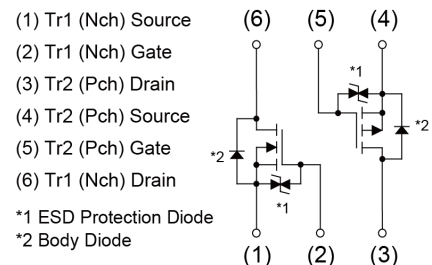 (1) Tr1 (Nch) Source
(2) Tr1 (Nch) Gate
(3) Tr2 (Pch) Drain
(4) Tr2 (Pch) Source
(5) Tr2 (Pch) Gate
(6) Tr1 (Nch) Drain
*1 ESD Protection Diode
*2 Body Diode
(6) (5) (4)
*1
*2
*2
*1
(1) (2) (3)